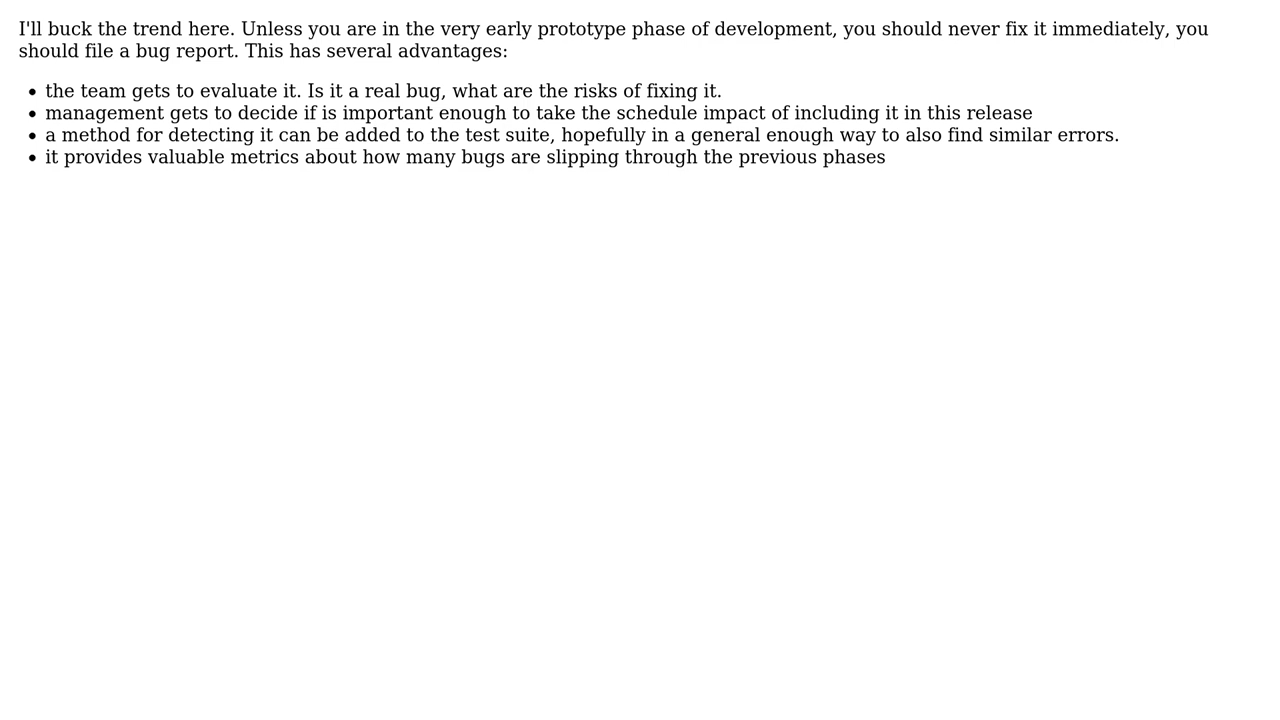 I'll buck the trend here. Unless you are in the very early prototype phase of development, you should never fix it immediately, you
should file a bug report. This has several advantages:
• the team gets to evaluate it. Is it a real bug, what are the risks of fixing it.
• management gets to decide if is important enough to take the schedule impact of including it in this release
• a method for detecting it can be added to the test suite, hopefully in a general enough way to also find similar errors.
• it provides valuable metrics about how many bugs are slipping through the previous phases